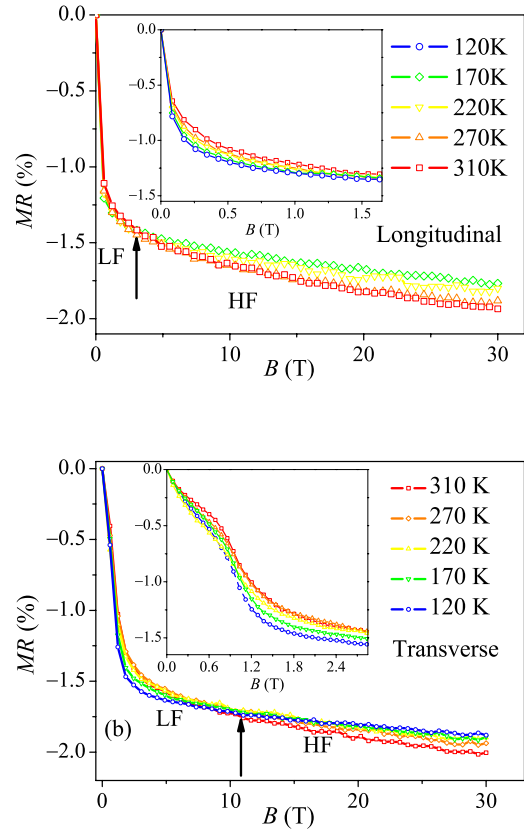 0.0
−0.5
−1.0
−1.5
−2.0
MR (%)
0.0
−0.5
−1.0
−1.5
0.0 0.5 1.0 1.5
B (T)
120K
170K
220K
270K
310K
Longitudinal
LF
HF
0 10 20 30
B (T)
0.0
−0.5
−1.0
−1.5
−2.0
MR (%)
0.0
−0.5
−1.0
−1.5
0.0 0.6 1.2 1.8 2.4
B (T)
310 K
270 K
220 K
170 K
120 K
Transverse
(b)
LF
HF
0 10 20 30
B (T)